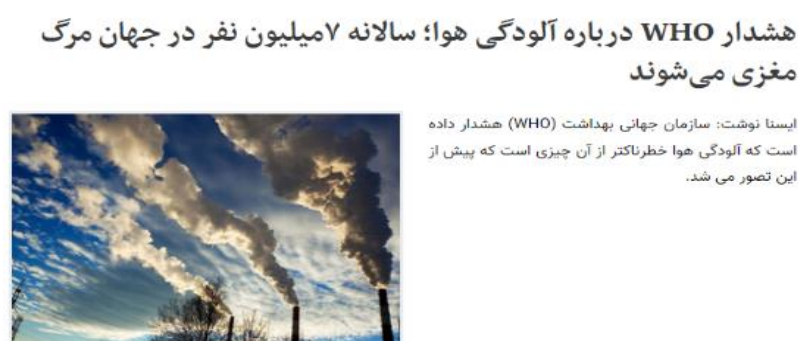 هشدار WHO درباره آلودگی هوا؛ سالانه ۷میلیون نفر در جهان مرگ
مغزی می‌شوند
ایسنا نوشت: سازمان جهانی بهداشت (WHO) هشدار داده
است که آلودگی هوا خطرناکتر از آن چیزی است که پیش از
این تصور می شد.